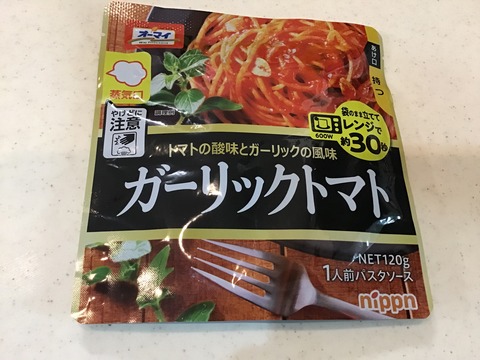 オーマイ
あけ口
持つ
蒸気口
調理例
やけどに
注意
袋のまま立てて
レンジで
約30秒
600W
トマトの酸味とガーリックの風味
ガーリックトマト
NET120g
1人前パスタソース
nippn